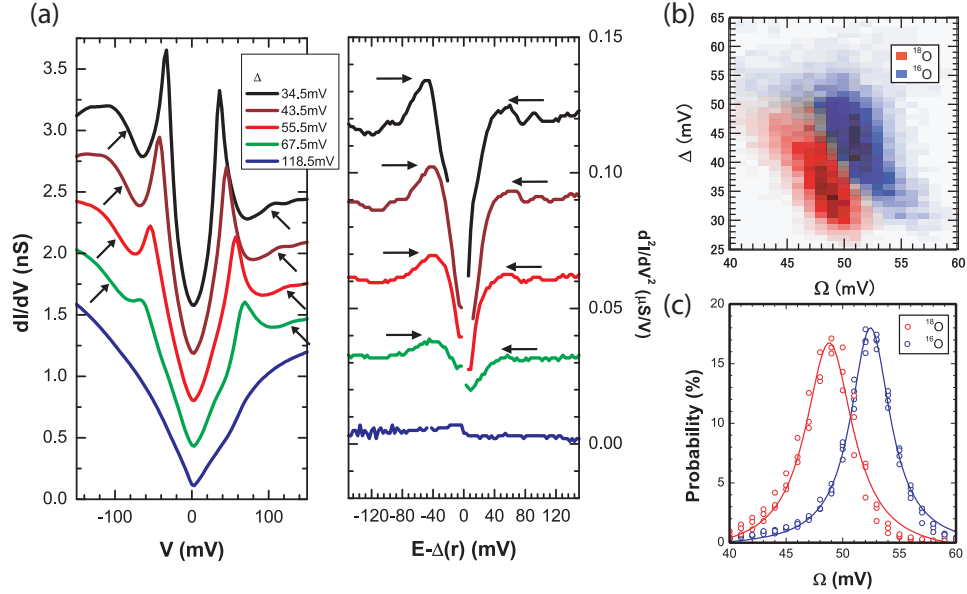 (a)
3.5
3.0
2.5
2.0
1.5
1.0
0.5
0.0
dI/dV (nS)
-100 0 100
V (mV)
Δ
34.5mV
43.5mV
55.5mV
67.5mV
118.5mV
0.15
0.10
0.05
0.00
d²I/dV² (μS/V)
-120 -80 -40 0 40 80 120
E-Δ(r) (mV)
(b)
65
60
55
50
45
40
35
30
25
Δ (mV)
¹⁸O
¹⁶O
40 45 50 55 60
Ω (mV)
(c)
20
15
10
5
0
Probability (%)
¹⁸O
¹⁶O
40 45 50 55 60
Ω (mV)